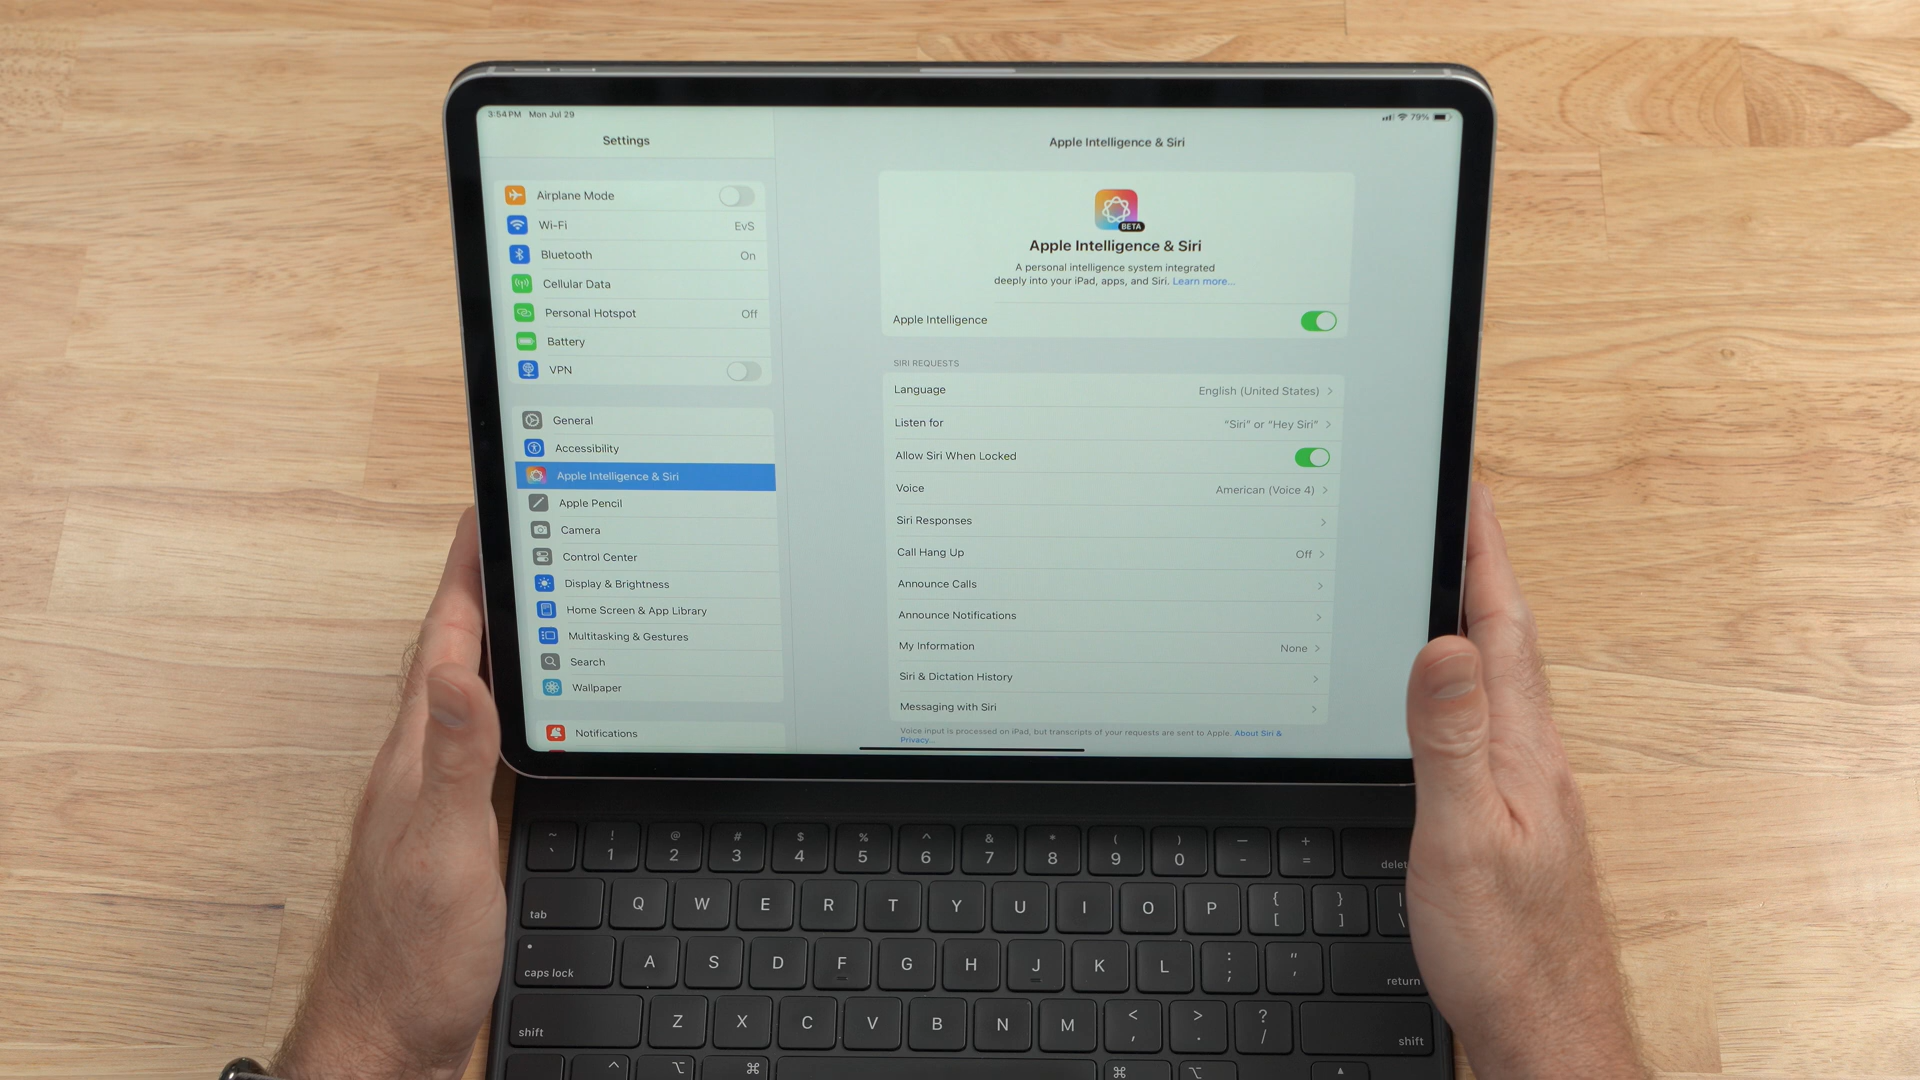 3:54 PM Mon Jul 29
79%
Settings
Airplane Mode
Wi-Fi EvS
Bluetooth On
Cellular Data
Personal Hotspot Off
Battery
VPN
General
Accessibility
Apple Intelligence & Siri
Apple Pencil
Camera
Control Center
Display & Brightness
Home Screen & App Library
Multitasking & Gestures
Search
Wallpaper
Notifications
Apple Intelligence & Siri
BETA
Apple Intelligence & Siri
A personal intelligence system integrated
deeply into your iPad, apps, and Siri. Learn more...
Apple Intelligence
SIRI REQUESTS
Language English (United States)
Listen for "Siri" or "Hey Siri"
Allow Siri When Locked
Voice American (Voice 4)
Siri Responses
Call Hang Up Off
Announce Calls
Announce Notifications
My Information None
Siri & Dictation History
Messaging with Siri
Voice input is processed on iPad, but transcripts of your requests are sent to Apple. About Siri &
Privacy...
~ ! @ # $ % ^ & * ( ) — +
` 1 2 3 4 5 6 7 8 9 0 - = delet
tab Q W E R T Y U I O P { [ } ] | \
caps lock A S D F G H J K L : ; " ' return
shift Z X C V B N M < , > . ? / shift
^ ⌥ ⌘ ⌘ ⌥ ▲